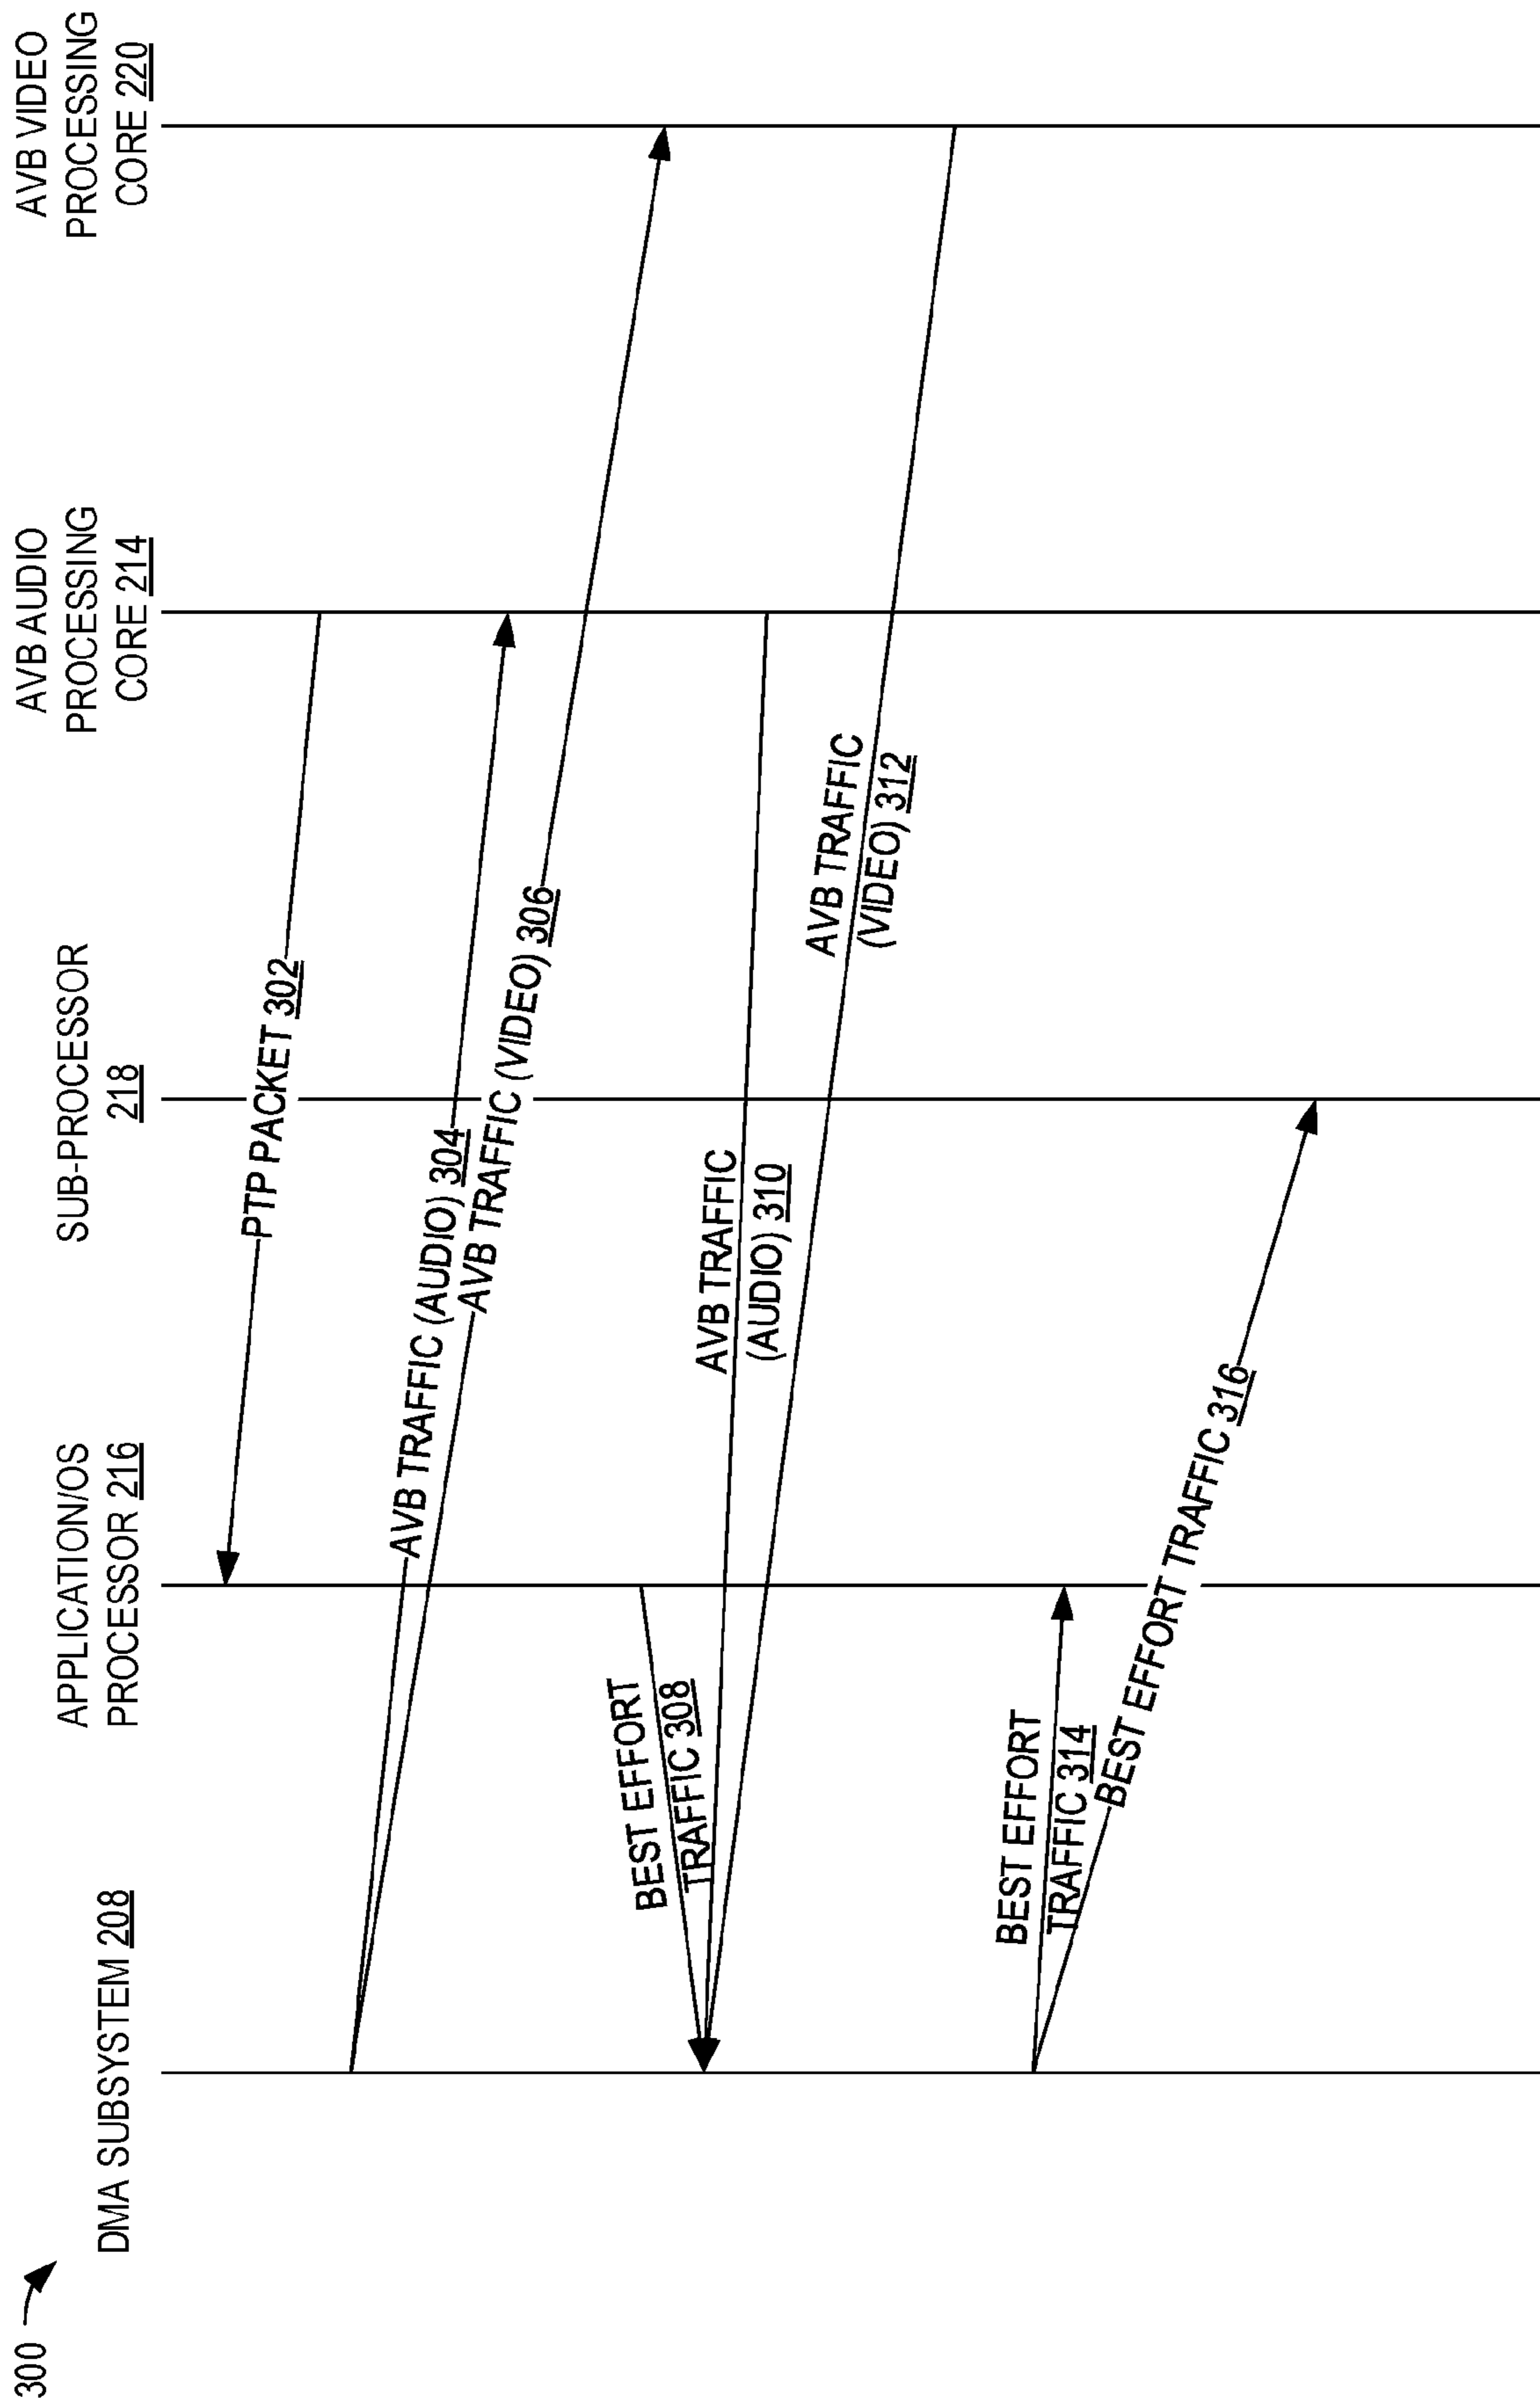 300
DMA SUBSYSTEM 208
APPLICATION/OS
PROCESSOR 216
SUB-PROCESSOR
218
AVB AUDIO
PROCESSING
CORE 214
AVB VIDEO
PROCESSING
CORE 220
PTP PACKET 302
AVB TRAFFIC (AUDIO) 304
AVB TRAFFIC (VIDEO) 306
BEST EFFORT
TRAFFIC 308
AVB TRAFFIC
(AUDIO) 310
AVB TRAFFIC
(VIDEO) 312
BEST EFFORT
TRAFFIC 314
BEST EFFORT TRAFFIC 316